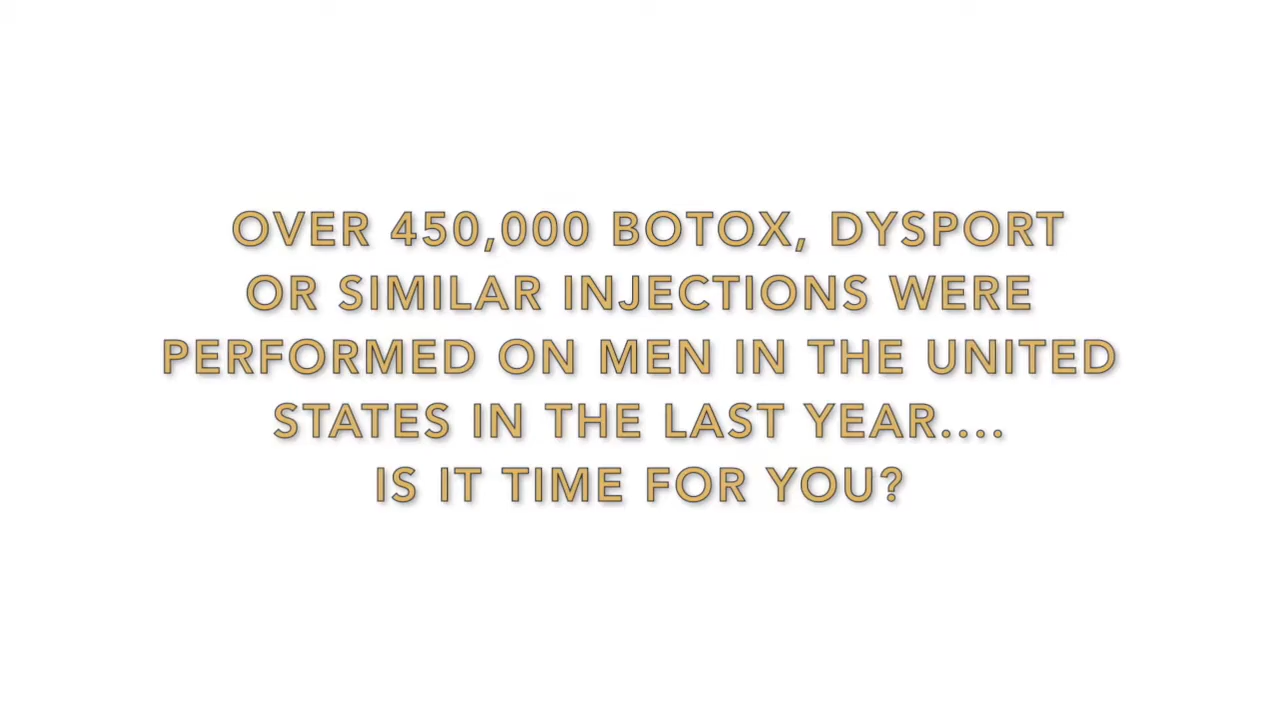 OVER 450,000 BOTOX, DYSPORT
OR SIMILAR INJECTIONS WERE
PERFORMED ON MEN IN THE UNITED
STATES IN THE LAST YEAR....
IS IT TIME FOR YOU?